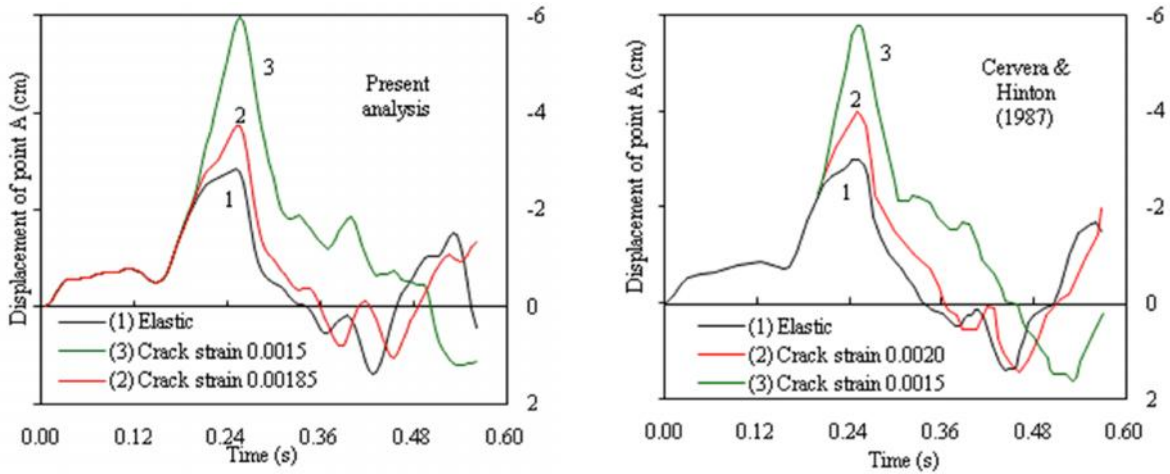 -6
-4
-2
0
2
Displacement of point A (cm)
3
2
1
Present
analysis
(1) Elastic
(3) Crack strain 0.0015
(2) Crack strain 0.00185
0.00 0.12 0.24 0.36 0.48 0.60
Time (s)
-6
-4
-2
0
2
Displacement of point A (cm)
3
2
1
Cervera &
Hinton
(1987)
(1) Elastic
(2) Crack strain 0.0020
(3) Crack strain 0.0015
0.00 0.12 0.24 0.36 0.48 0.60
Time (s)